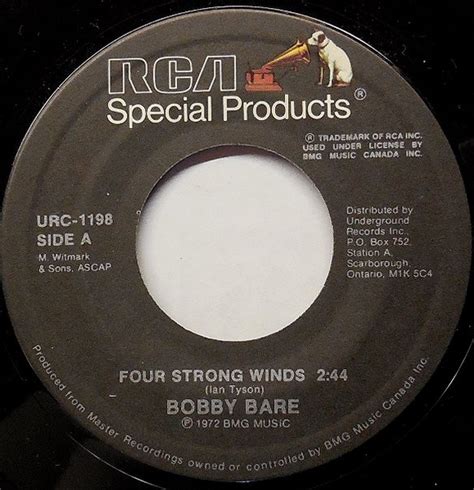 RCA
Special Products®
® TRADEMARK OF RCA INC.
USED UNDER LICENSE BY
BMG MUSIC CANADA INC.
URC-1198
SIDE A
M. Witmark
& Sons, ASCAP
Distributed by
Underground
Records Inc.,
P.O. Box 752,
Station A,
Scarborough,
Ontario, M1K 5C4
FOUR STRONG WINDS 2:44
(Ian Tyson)
BOBBY BARE
℗ 1972 BMG MUSIC
Produced from Master Recordings owned or controlled by BMG Music Canada Inc.